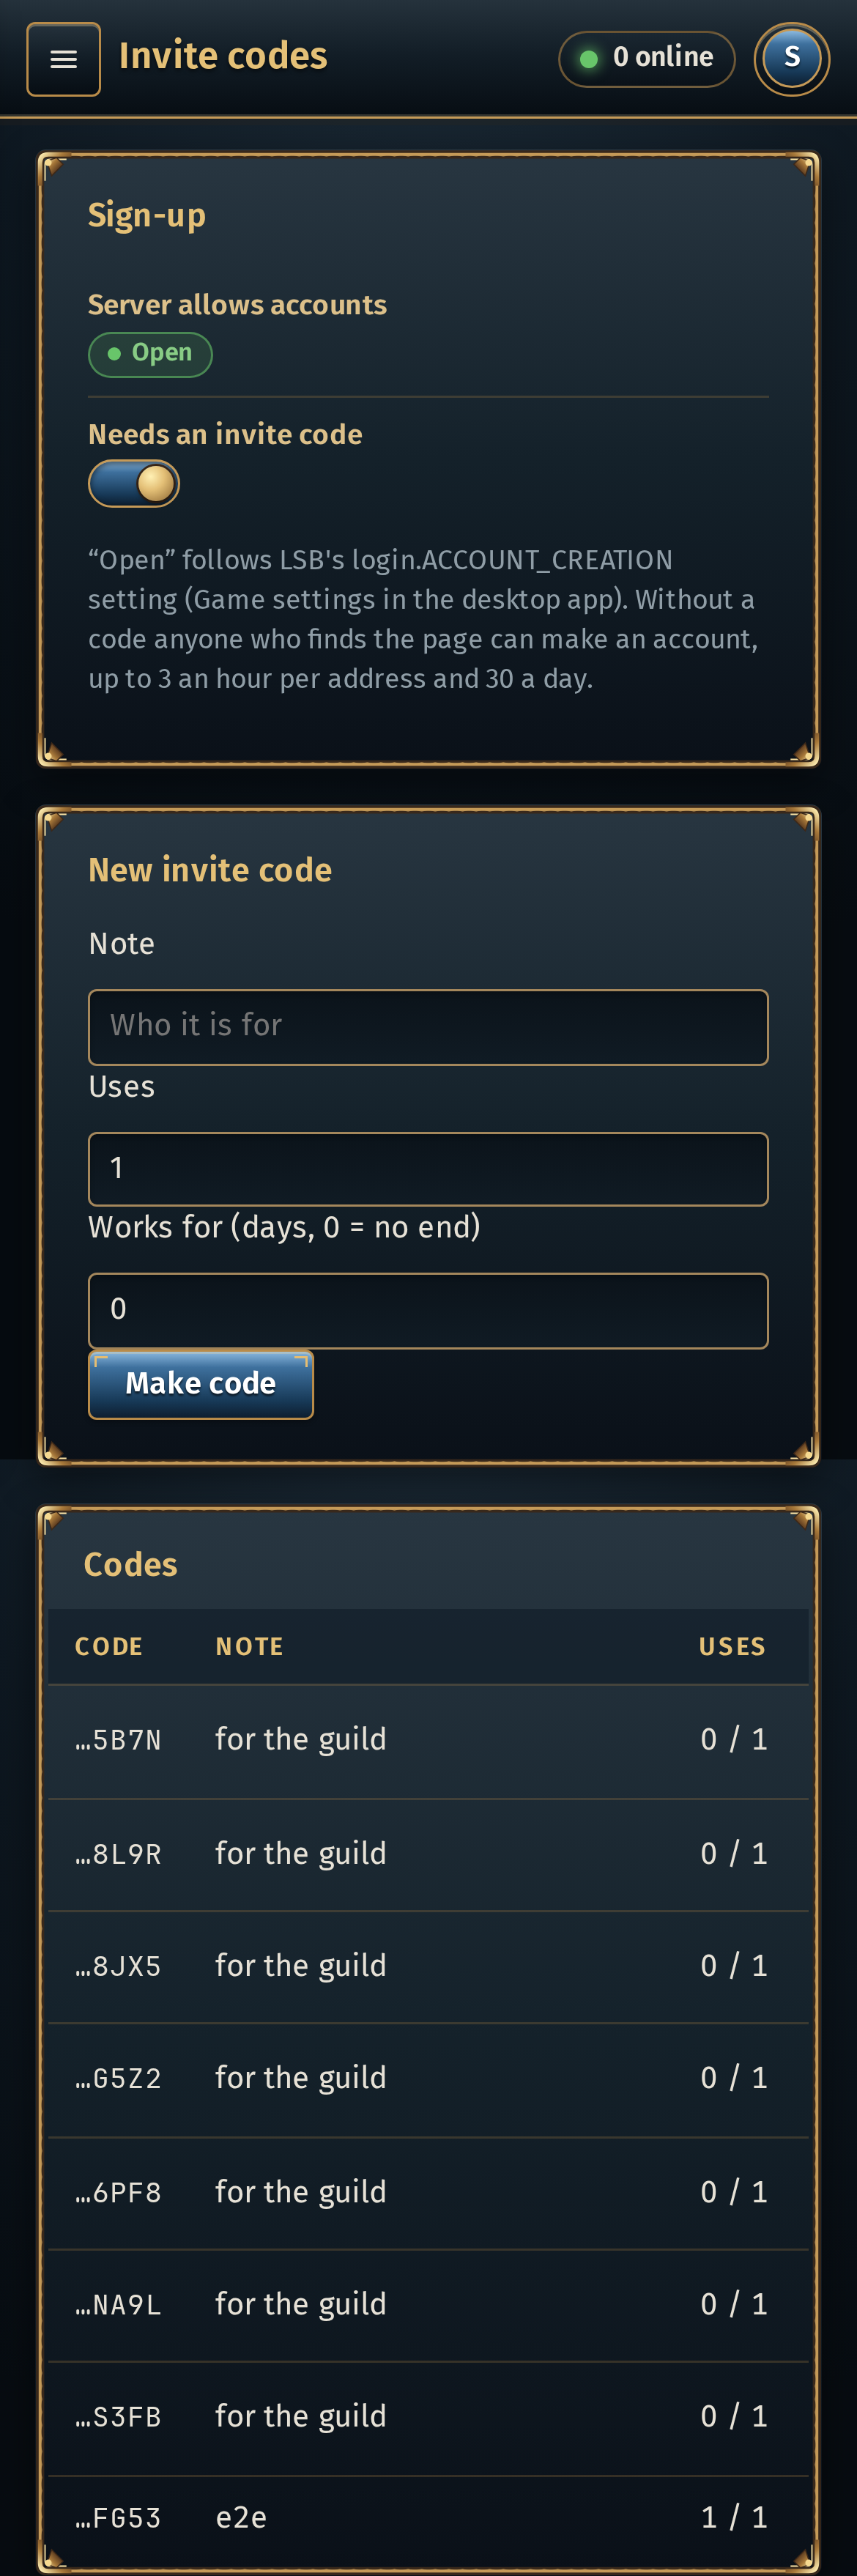 Invite codes
0 online
S
Sign-up
Server allows accounts
Open
Needs an invite code
“Open” follows LSB's login.ACCOUNT_CREATION
setting (Game settings in the desktop app). Without a
code anyone who finds the page can make an account,
up to 3 an hour per address and 30 a day.
New invite code
Note
Who it is for
Uses
1
Works for (days, 0 = no end)
0
Make code
Codes
CODE NOTE USES
…5B7N for the guild 0 / 1
…8L9R for the guild 0 / 1
…8JX5 for the guild 0 / 1
…G5Z2 for the guild 0 / 1
…6PF8 for the guild 0 / 1
…NA9L for the guild 0 / 1
…S3FB for the guild 0 / 1
…FG53 e2e 1 / 1